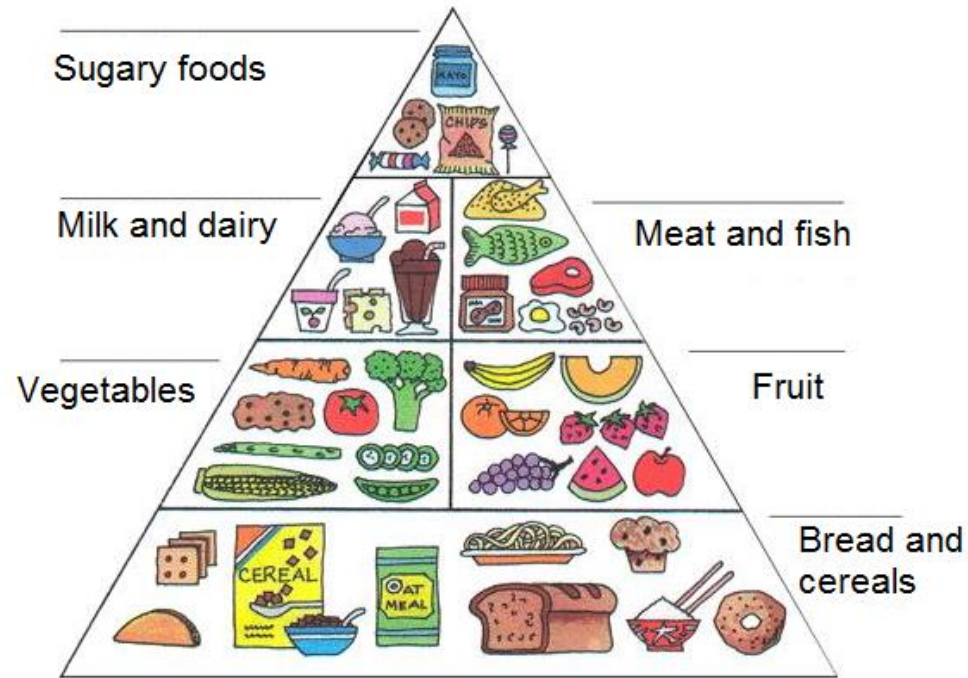 MAYO
Sugary foods
CHIPS
Milk and dairy
Meat and fish
Vegetables
Fruit
Bread and
cereals
CEREAL
OAT
MEAL